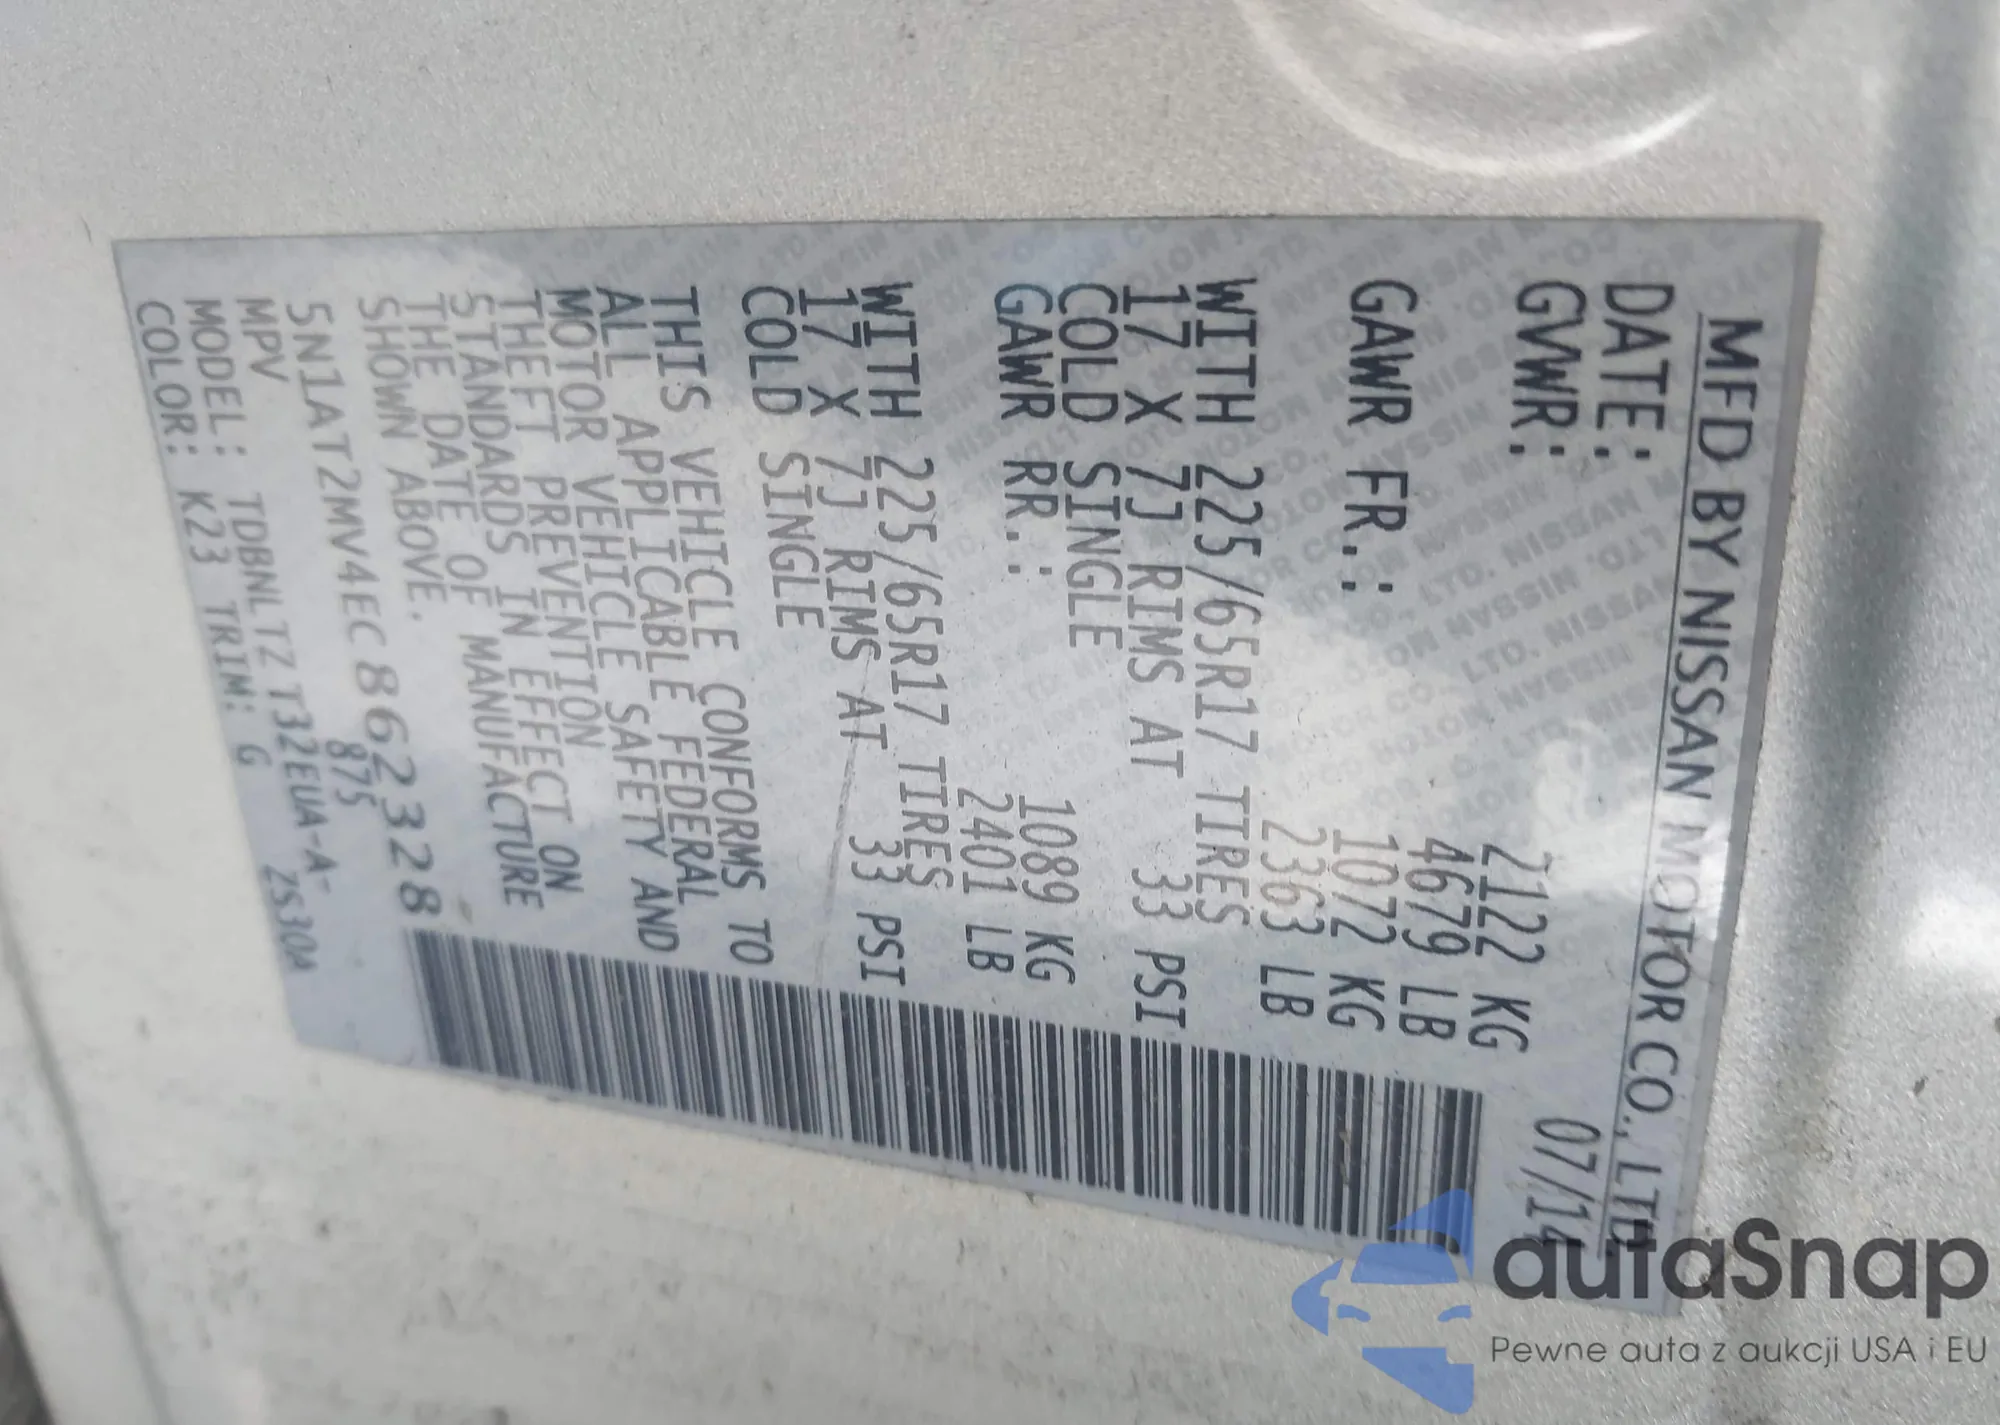 MFD BY NISSAN MOTOR CO., LTD.
DATE: 07/14
GVWR: 2122 KG
4679 LB
GAWR FR.: 1072 KG
2363 LB
WITH 225/65R17 TIRES
17 X 7J RIMS AT 33 PSI
COLD SINGLE
GAWR RR.: 1089 KG
2401 LB
WITH 225/65R17 TIRES
17 X 7J RIMS AT 33 PSI
COLD SINGLE
THIS VEHICLE CONFORMS TO
ALL APPLICABLE FEDERAL
MOTOR VEHICLE SAFETY AND
THEFT PREVENTION
STANDARDS IN EFFECT ON
THE DATE OF MANUFACTURE
SHOWN ABOVE.
5N1AT2MV4EC8623328
MPV 875
MODEL: TDBNLTZ T32EUA-A-
COLOR: K23 TRIM: G ZS30A
autaSnap
Pewne auta z aukcji USA i EU